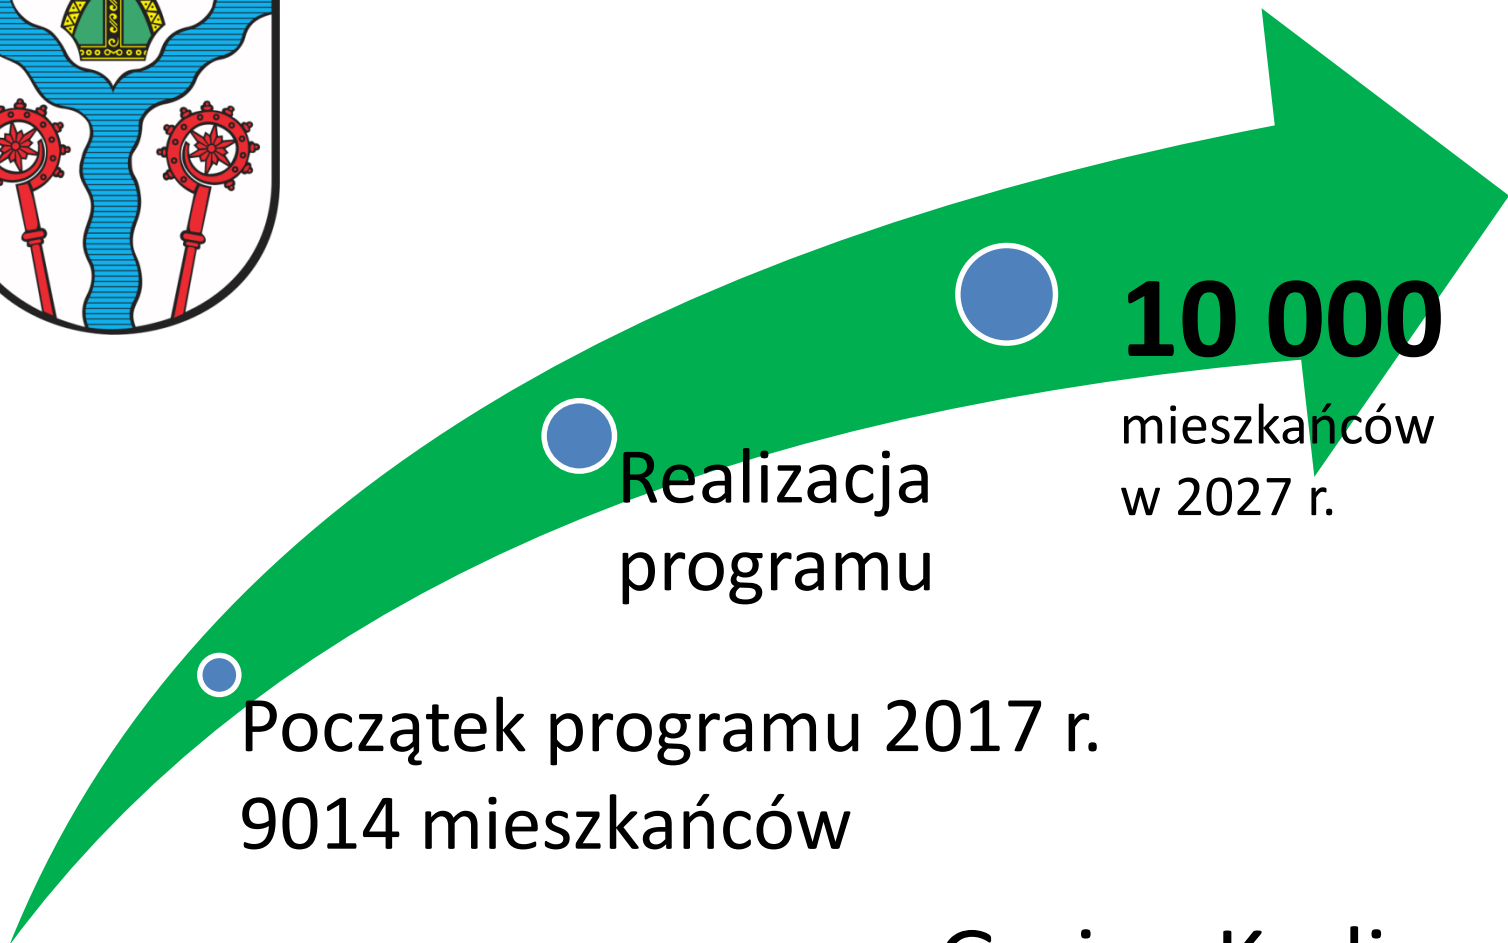 10 000
mieszkańców
w 2027 r.
Realizacja
programu
Początek programu 2017 r.
9014 mieszkańców